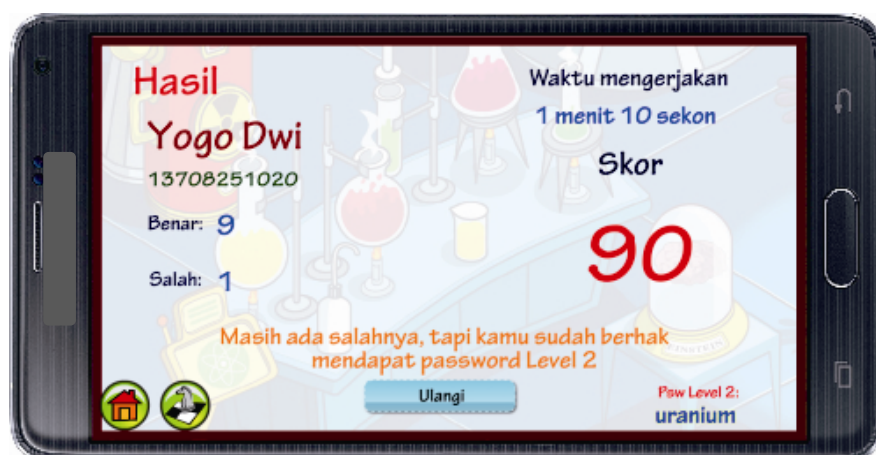 Hasil
Yogo Dwi
13708251020
Benar: 9
Salah: 1
Waktu mengerjakan
1 menit 10 sekon
Skor
90
Masih ada salahnya, tapi kamu sudah berhak
mendapat password Level 2
Ulangi
Psw Level 2:
uranium
EINSTEIN